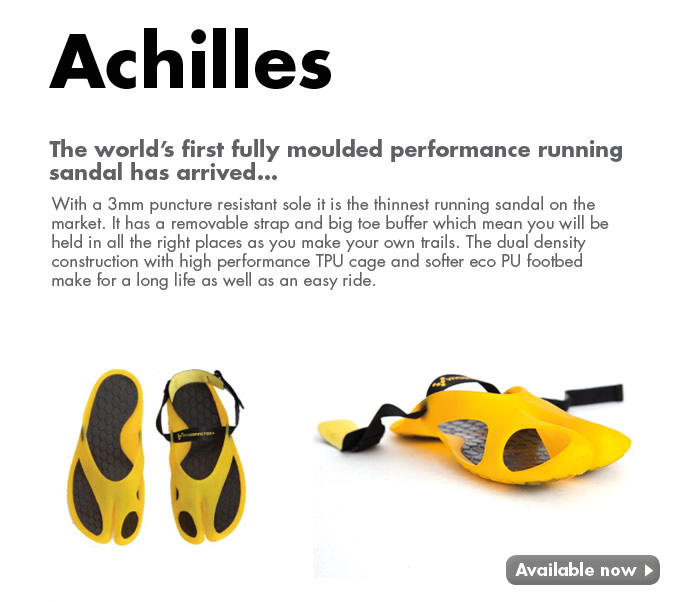 Achilles
The world's first fully moulded performance running
sandal has arrived...
With a 3mm puncture resistant sole it is the thinnest running sandal on the
market. It has a removable strap and big toe buffer which mean you will be
held in all the right places as you make your own trails. The dual density
construction with high performance TPU cage and softer eco PU footbed
make for a long life as well as an easy ride.
Available now